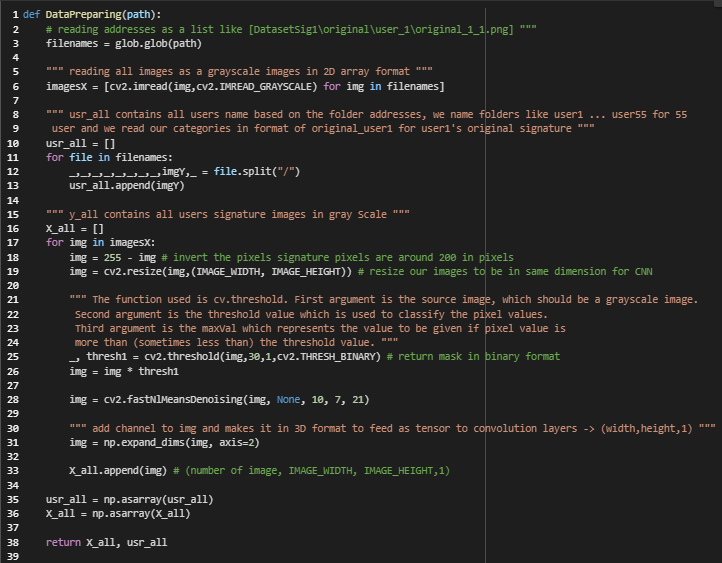 1 def DataPreparing(path):
2 # reading addresses as a list like [DatasetSig1\original\user_1\original_1_1.png] """
3 filenames = glob.glob(path)
4
5 """ reading all images as a grayscale images in 2D array format """
6 imagesX = [cv2.imread(img,cv2.IMREAD_GRAYSCALE) for img in filenames]
7
8 """ usr_all contains all users name based on the folder addresses, we name folders like user1 ... user55 for 55
9 user and we read our categories in format of original_user1 for user1's original signature """
10 usr_all = []
11 for file in filenames:
12 _,_,_,_,_,_,_,_,imgY,_ = file.split("/")
13 usr_all.append(imgY)
14
15 """ y_all contains all users signature images in gray Scale """
16 X_all = []
17 for img in imagesX:
18 img = 255 - img # invert the pixels signature pixels are around 200 in pixels
19 img = cv2.resize(img,(IMAGE_WIDTH, IMAGE_HEIGHT)) # resize our images to be in same dimension for CNN
20
21 """ The function used is cv.threshold. First argument is the source image, which should be a grayscale image.
22 Second argument is the threshold value which is used to classify the pixel values.
23 Third argument is the maxVal which represents the value to be given if pixel value is
24 more than (sometimes less than) the threshold value. """
25 _, thresh1 = cv2.threshold(img,30,1,cv2.THRESH_BINARY) # return mask in binary format
26 img = img * thresh1
27
28 img = cv2.fastNlMeansDenoising(img, None, 10, 7, 21)
29
30 """ add channel to img and makes it in 3D format to feed as tensor to convolution layers -> (width,height,1) """
31 img = np.expand_dims(img, axis=2)
32
33 X_all.append(img) # (number of image, IMAGE_WIDTH, IMAGE_HEIGHT,1)
34
35 usr_all = np.asarray(usr_all)
36 X_all = np.asarray(X_all)
37
38 return X_all, usr_all
39